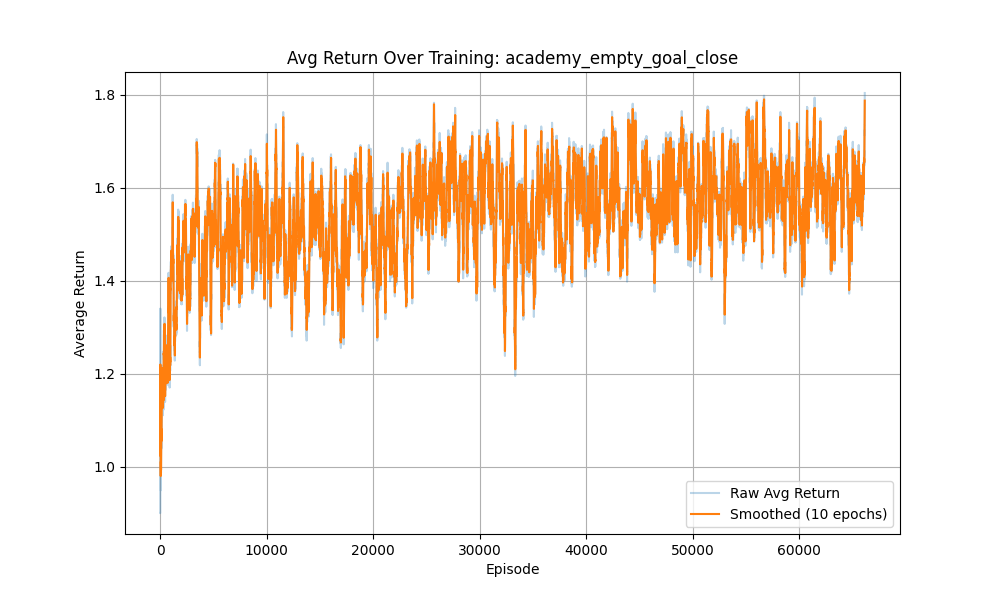 Avg Return Over Training: academy_empty_goal_close
Average Return
1.8
1.6
1.4
1.2
1.0
Raw Avg Return
Smoothed (10 epochs)
0 10000 20000 30000 40000 50000 60000
Episode